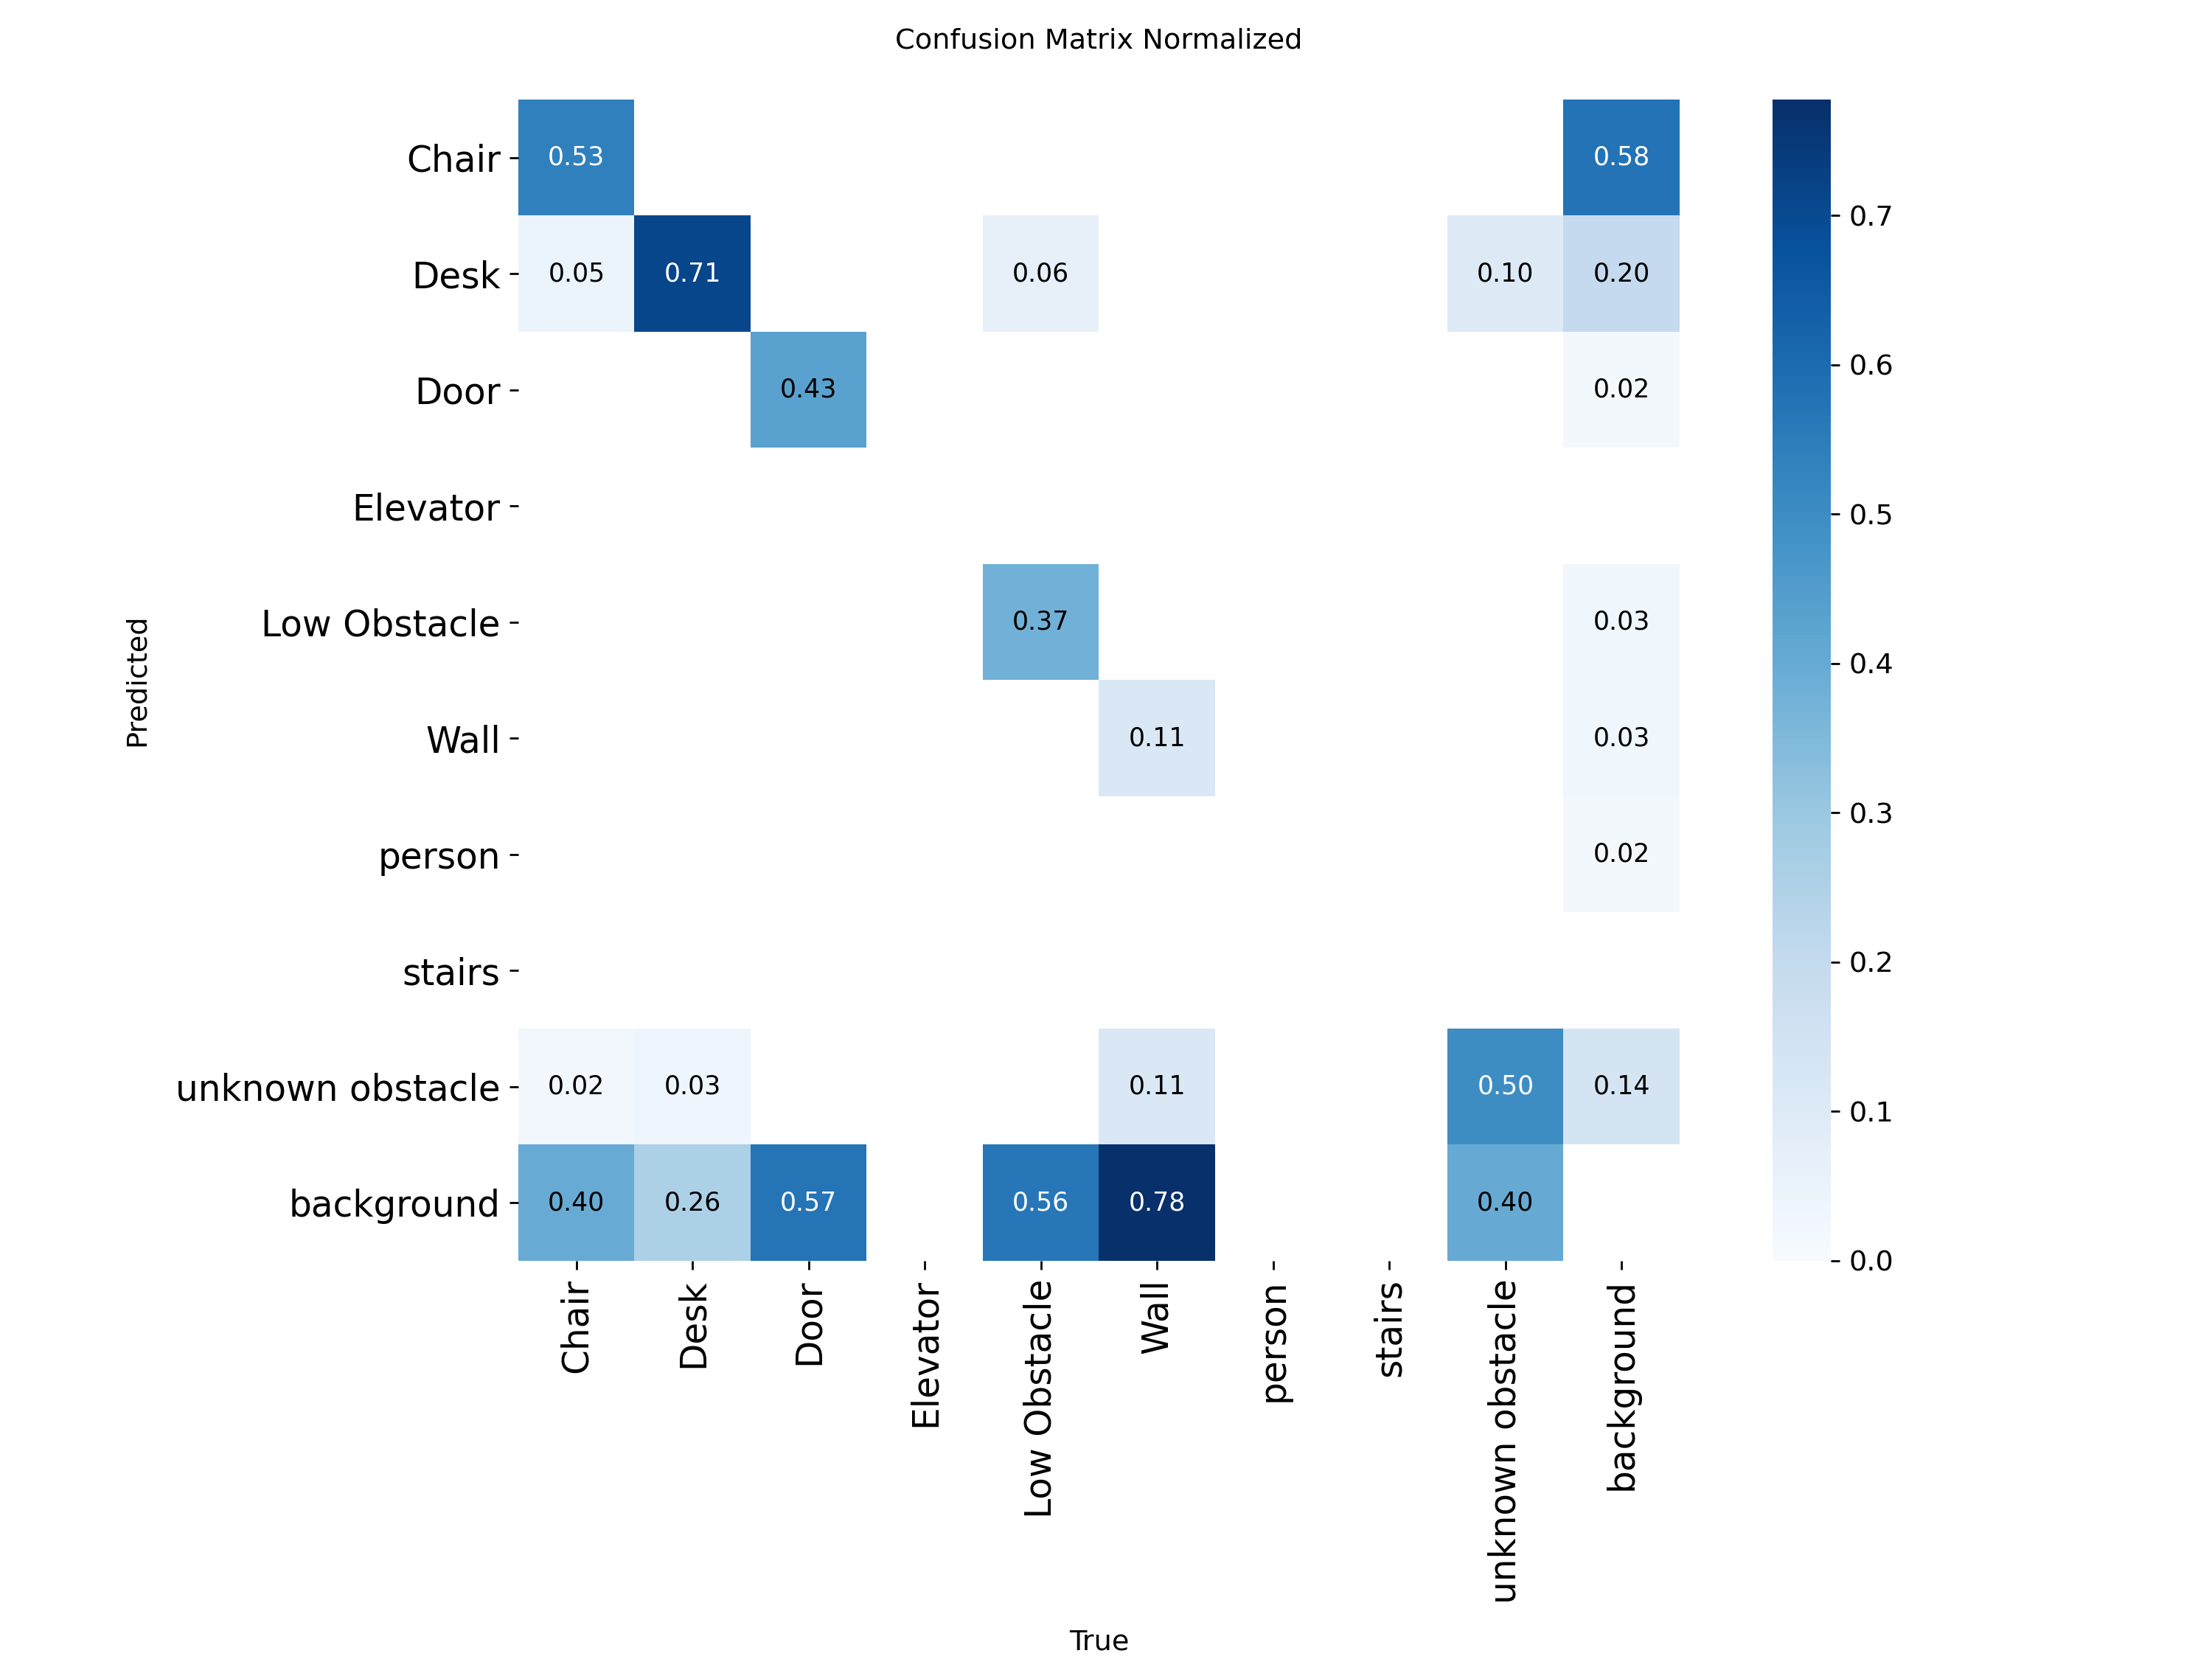 Confusion Matrix Normalized
Chair
0.53
0.58
Desk
0.05
0.71
0.06
0.10
0.20
Door
0.43
0.02
Elevator
Low Obstacle
0.37
0.03
Wall
0.11
0.03
person
0.02
stairs
unknown obstacle
0.02
0.03
0.11
0.50
0.14
background
0.40
0.26
0.57
0.56
0.78
0.40
Predicted
Chair
Desk
Door
Elevator
Low Obstacle
Wall
person
stairs
unknown obstacle
background
True
0.7
0.6
0.5
0.4
0.3
0.2
0.1
0.0